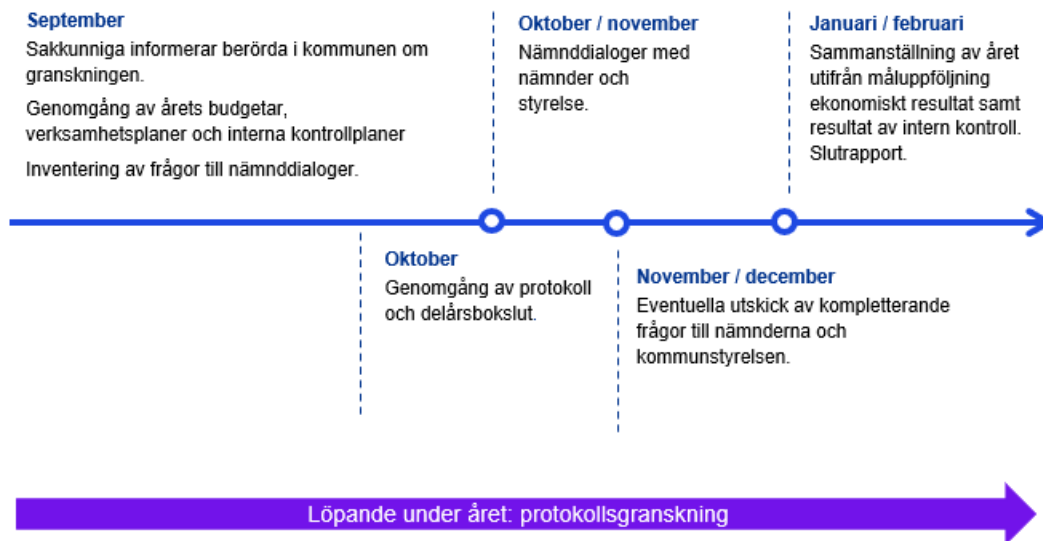 September
Sakkunniga informerar berörda i kommunen om
granskningen.
Genomgång av årets budgetar,
verksamhetsplaner och interna kontrollplaner
Inventering av frågor till nämnddialoger.
Oktober / november
Nämnddialoger med
nämnder och
styrelse.
Januari / februari
Sammanställning av året
utifrån måluppföljning
ekonomiskt resultat samt
resultat av intern kontroll.
Slutrapport.
Oktober
Genomgång av protokoll
och delårsbokslut.
November / december
Eventuella utskick av kompletterande
frågor till nämnderna och
kommunstyrelsen.
Löpande under året: protokollsgranskning